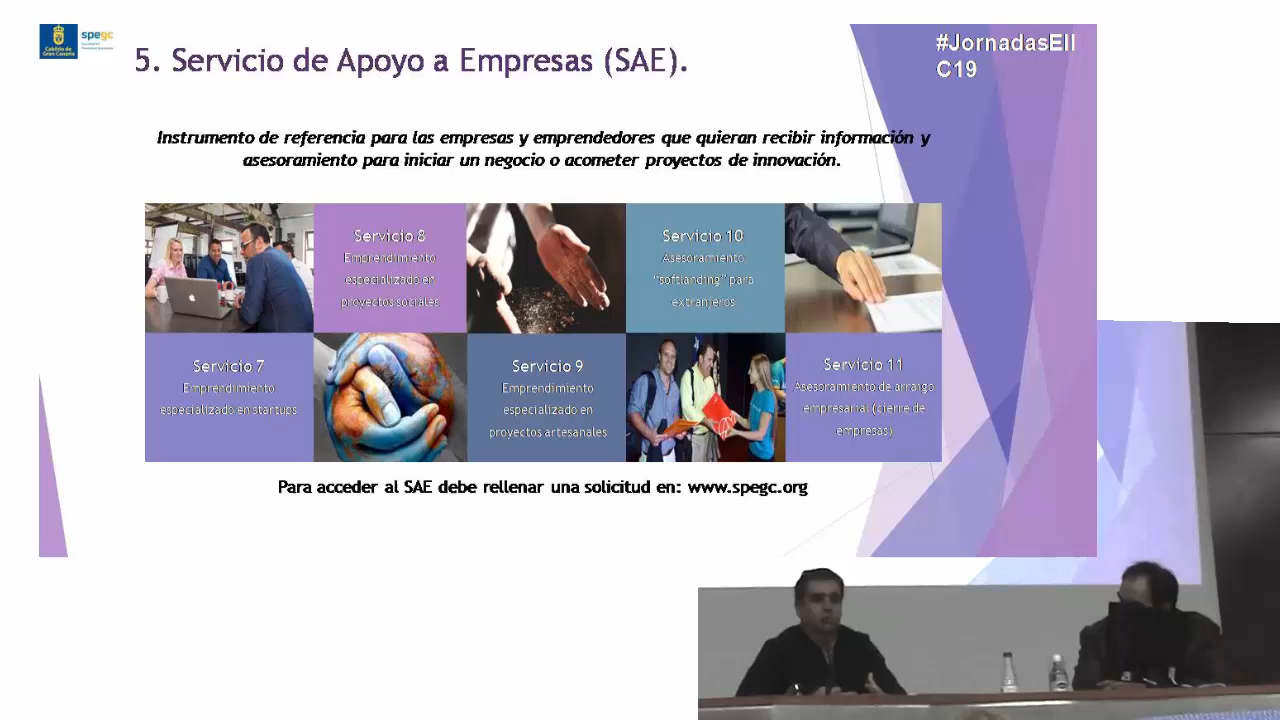 Cabildo de
Gran Canaria
spegc
5. Servicio de Apoyo a Empresas (SAE).
#JornadasEII
C19
Instrumento de referencia para las empresas y emprendedores que quieran recibir información y
asesoramiento para iniciar un negocio o acometer proyectos de innovación.
Servicio 8
Emprendimiento
especializado en
proyectos sociales
Servicio 10
Asesoramiento
“softlanding” para
extranjeros
Servicio 7
Emprendimiento
especializado en startups
Servicio 9
Emprendimiento
especializado en
proyectos artesanales
Servicio 11
Asesoramiento de arraigo
empresarial (cierre de
empresas)
Para acceder al SAE debe rellenar una solicitud en: www.spegc.org